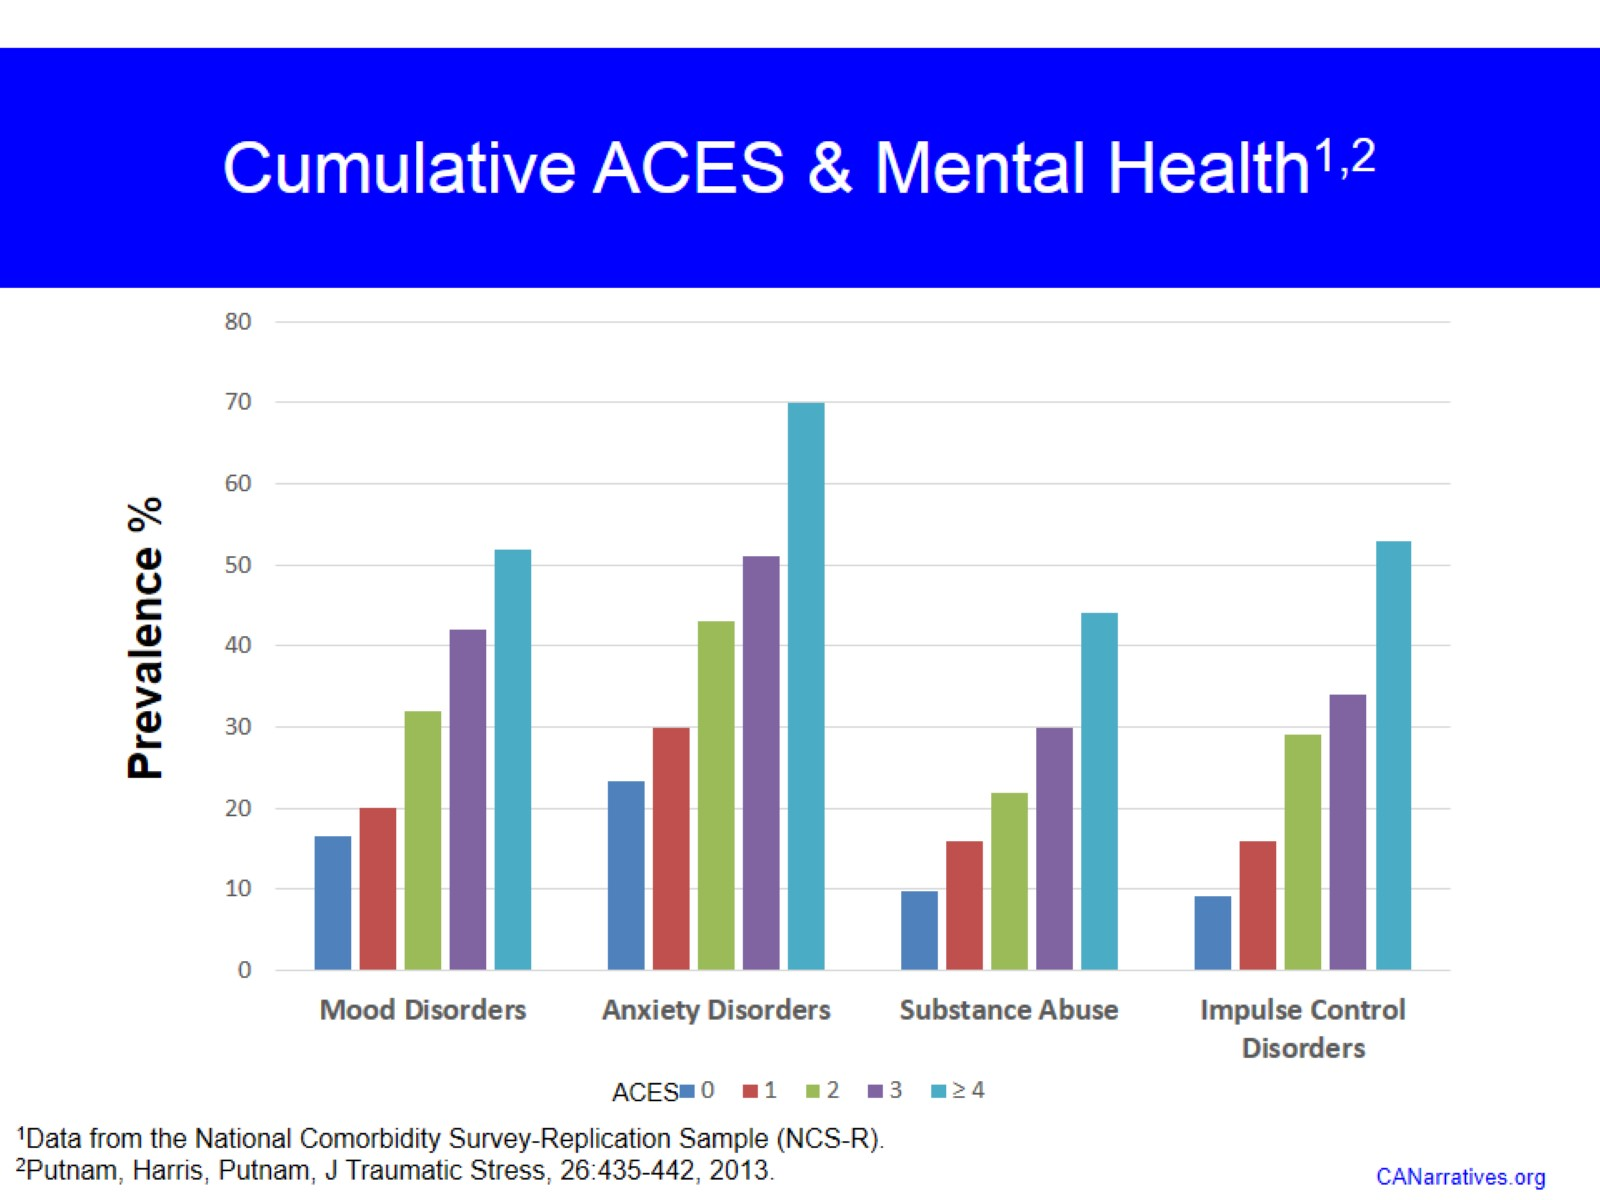 Cumulative ACES & Mental Health1,2
80
70
60
50
40
30
20
10
0
Prevalence %
Mood Disorders
Anxiety Disorders
Substance Abuse
Impulse Control
Disorders
ACES 0 1 2 3 ≥ 4
1Data from the National Comorbidity Survey-Replication Sample (NCS-R).
2Putnam, Harris, Putnam, J Traumatic Stress, 26:435-442, 2013.
CANarratives.org